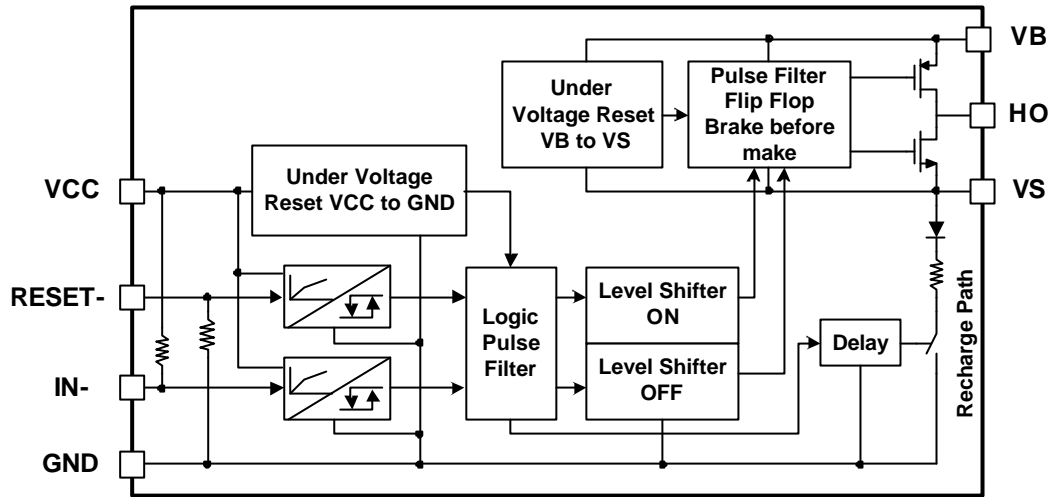 VB
Under
Voltage Reset
VB to VS
Pulse Filter
Flip Flop
Brake before
make
HO
VCC
Under Voltage
Reset VCC to GND
VS
RESET-
Logic
Pulse
Filter
Level Shifter
ON
Level Shifter
OFF
Delay
Recharge Path
IN-
GND